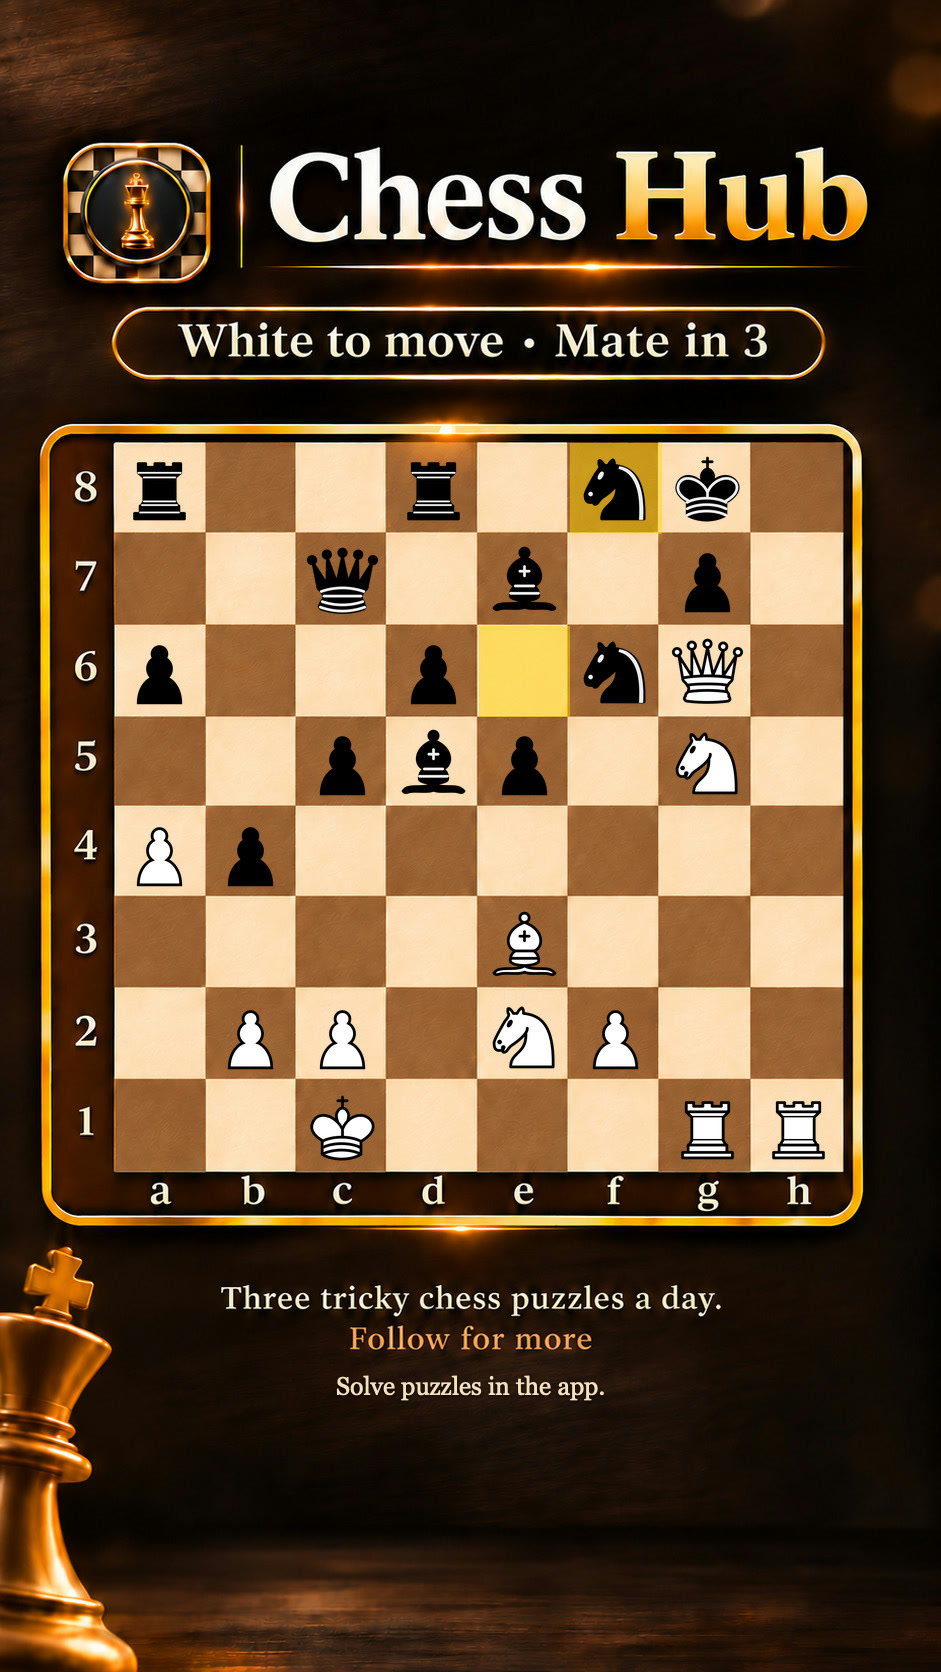 Chess Hub
White to move • Mate in 3
8
7
6
5
4
3
2
1
a b c d e f g h
Three tricky chess puzzles a day.
Follow for more
Solve puzzles in the app.